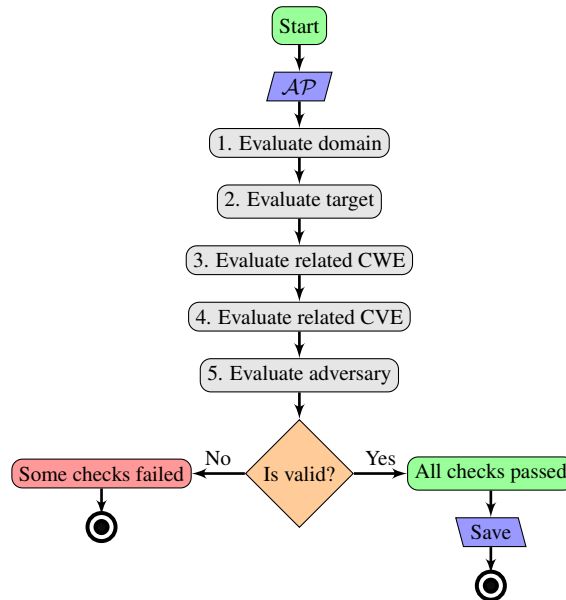 Start
𝒜𝒫
1. Evaluate domain
2. Evaluate target
3. Evaluate related CWE
4. Evaluate related CVE
5. Evaluate adversary
No
Is valid?
Yes
Some checks failed
All checks passed
Save